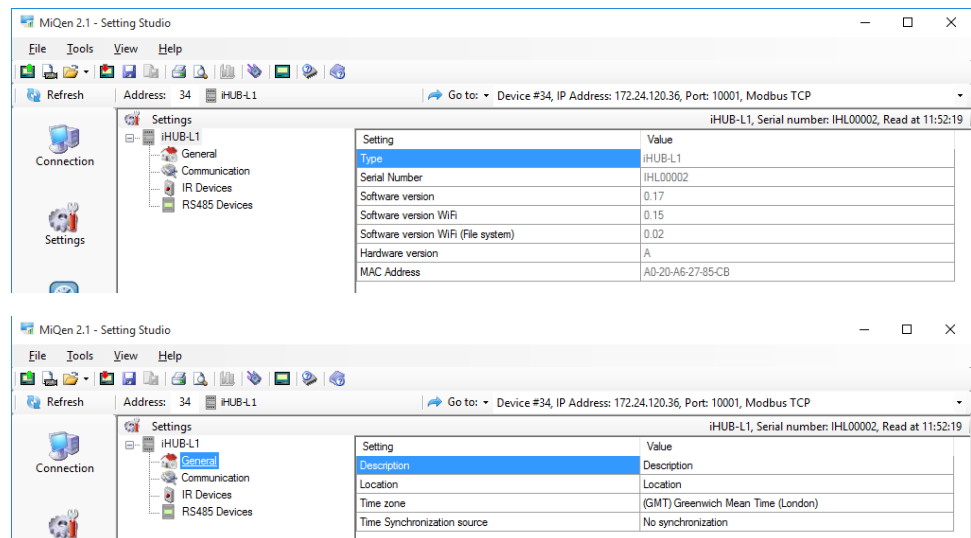 MiQen 2.1 - Setting Studio
File Tools View Help
Refresh Address: 34 iHUB-L1 Go to: Device #34, IP Address: 172.24.120.36, Port: 10001, Modbus TCP
Settings iHUB-L1, Serial number: IHL00002, Read at 11:52:19
Connection
Settings
iHUB-L1
General
Communication
IR Devices
RS485 Devices
Setting Value
Type iHUB-L1
Serial Number IHL00002
Software version 0.17
Software version WiFi 0.15
Software version WiFi (File system) 0.02
Hardware version A
MAC Address A0-20-A6-27-85-CB
MiQen 2.1 - Setting Studio
File Tools View Help
Refresh Address: 34 iHUB-L1 Go to: Device #34, IP Address: 172.24.120.36, Port: 10001, Modbus TCP
Settings iHUB-L1, Serial number: IHL00002, Read at 11:52:19
Connection
iHUB-L1
General
Communication
IR Devices
RS485 Devices
Setting Value
Description Description
Location Location
Time zone (GMT) Greenwich Mean Time (London)
Time Synchronization source No synchronization